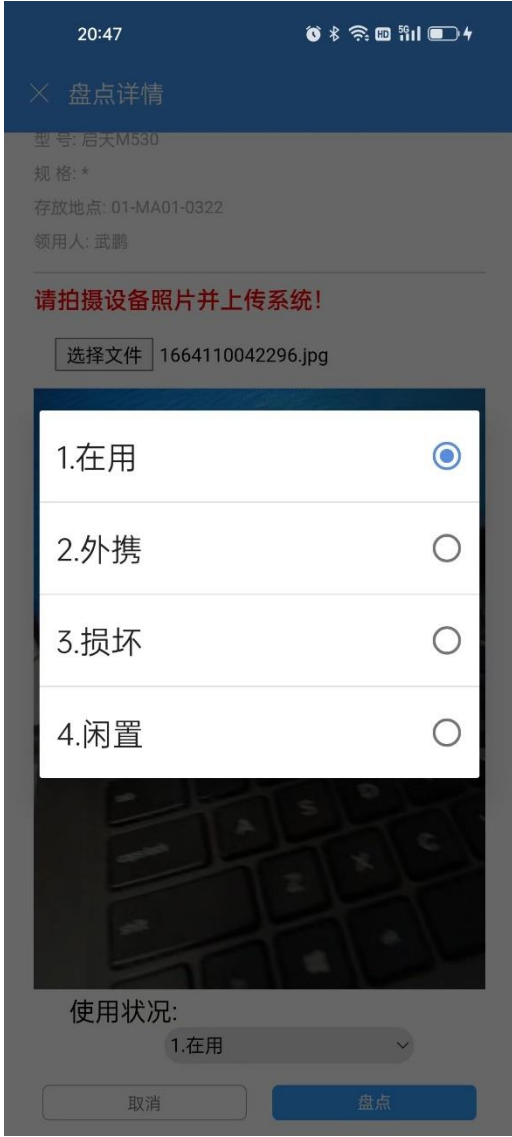 20:47
HD 5G
盘点详情
型 号: 启天M530
规 格: *
存放地点: 01-MA01-0322
领用人: 武鹏
请拍摄设备照片并上传系统!
选择文件 1664110042296.jpg
1.在用
2.外携
3.损坏
4.闲置
A S D
Z X C
alt
使用状况:
1.在用
取消 盘点